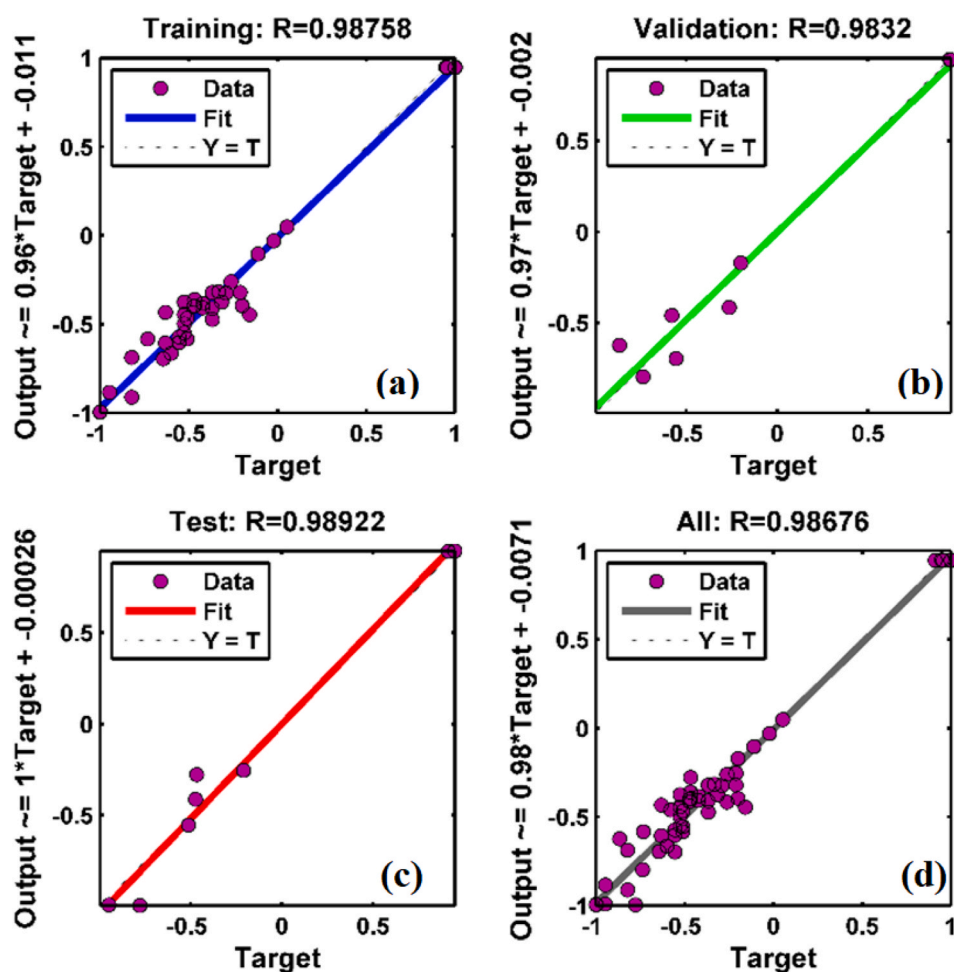 Training: R=0.98758
Output ~= 0.96*Target + -0.011
1
0.5
0
-0.5
-1
Data
Fit
Y = T
(a)
-1
-0.5
0
0.5
1
Target
Validation: R=0.9832
Output ~= 0.97*Target + -0.002
0.5
0
-0.5
Data
Fit
Y = T
(b)
-0.5
0
0.5
Target
Test: R=0.98922
Output ~= 1*Target + -0.00026
0.5
0
-0.5
Data
Fit
Y = T
(c)
-0.5
0
0.5
Target
All: R=0.98676
Output ~= 0.98*Target + -0.0071
1
0.5
0
-0.5
-1
Data
Fit
Y = T
(d)
-1
-0.5
0
0.5
1
Target